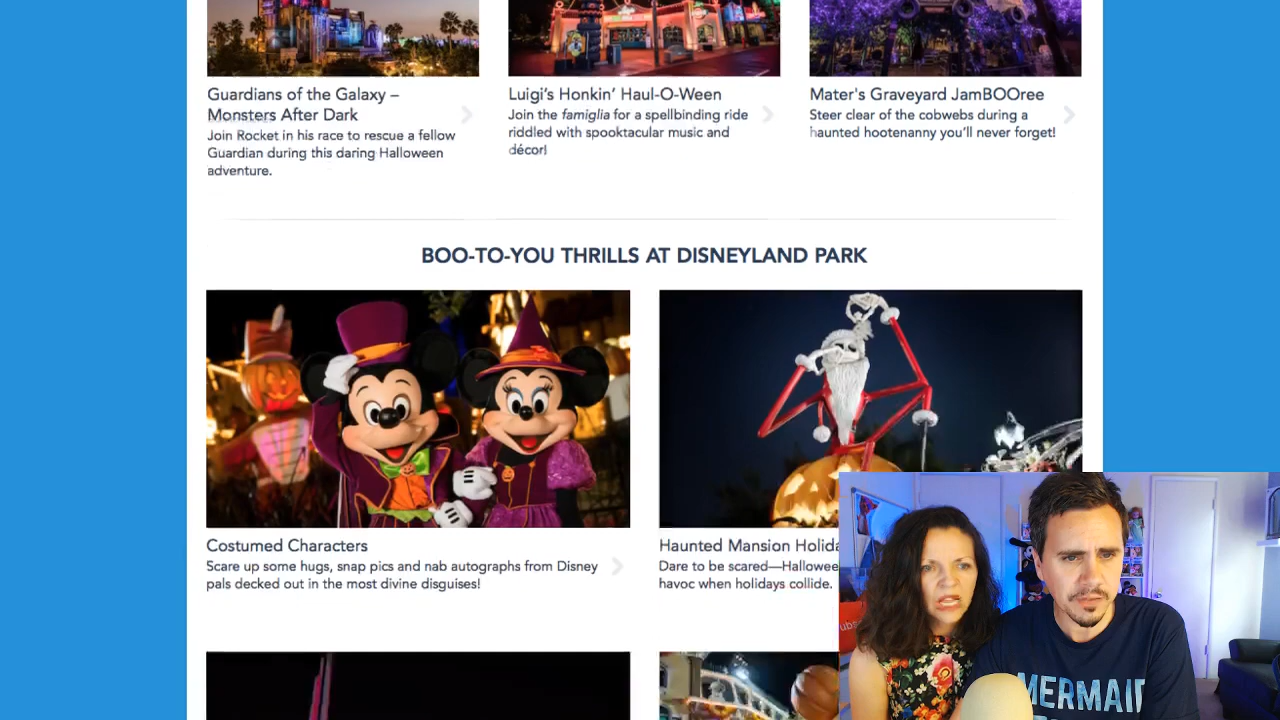 Guardians of the Galaxy –
Monsters After Dark
Join Rocket in his race to rescue a fellow
Guardian during this daring Halloween
adventure.
Luigi's Honkin' Haul-O-Ween
Join the famiglia for a spellbinding ride
riddled with spooktacular music and
décor!
Mater's Graveyard JamBOOree
Steer clear of the cobwebs during a
haunted hootenanny you'll never forget!
BOO-TO-YOU THRILLS AT DISNEYLAND PARK
Costumed Characters
Scare up some hugs, snap pics and nab autographs from Disney
pals decked out in the most divine disguises!
Haunted Mansion Holida
Dare to be scared—Hallowee
havoc when holidays collide.
ubs
MERMAID